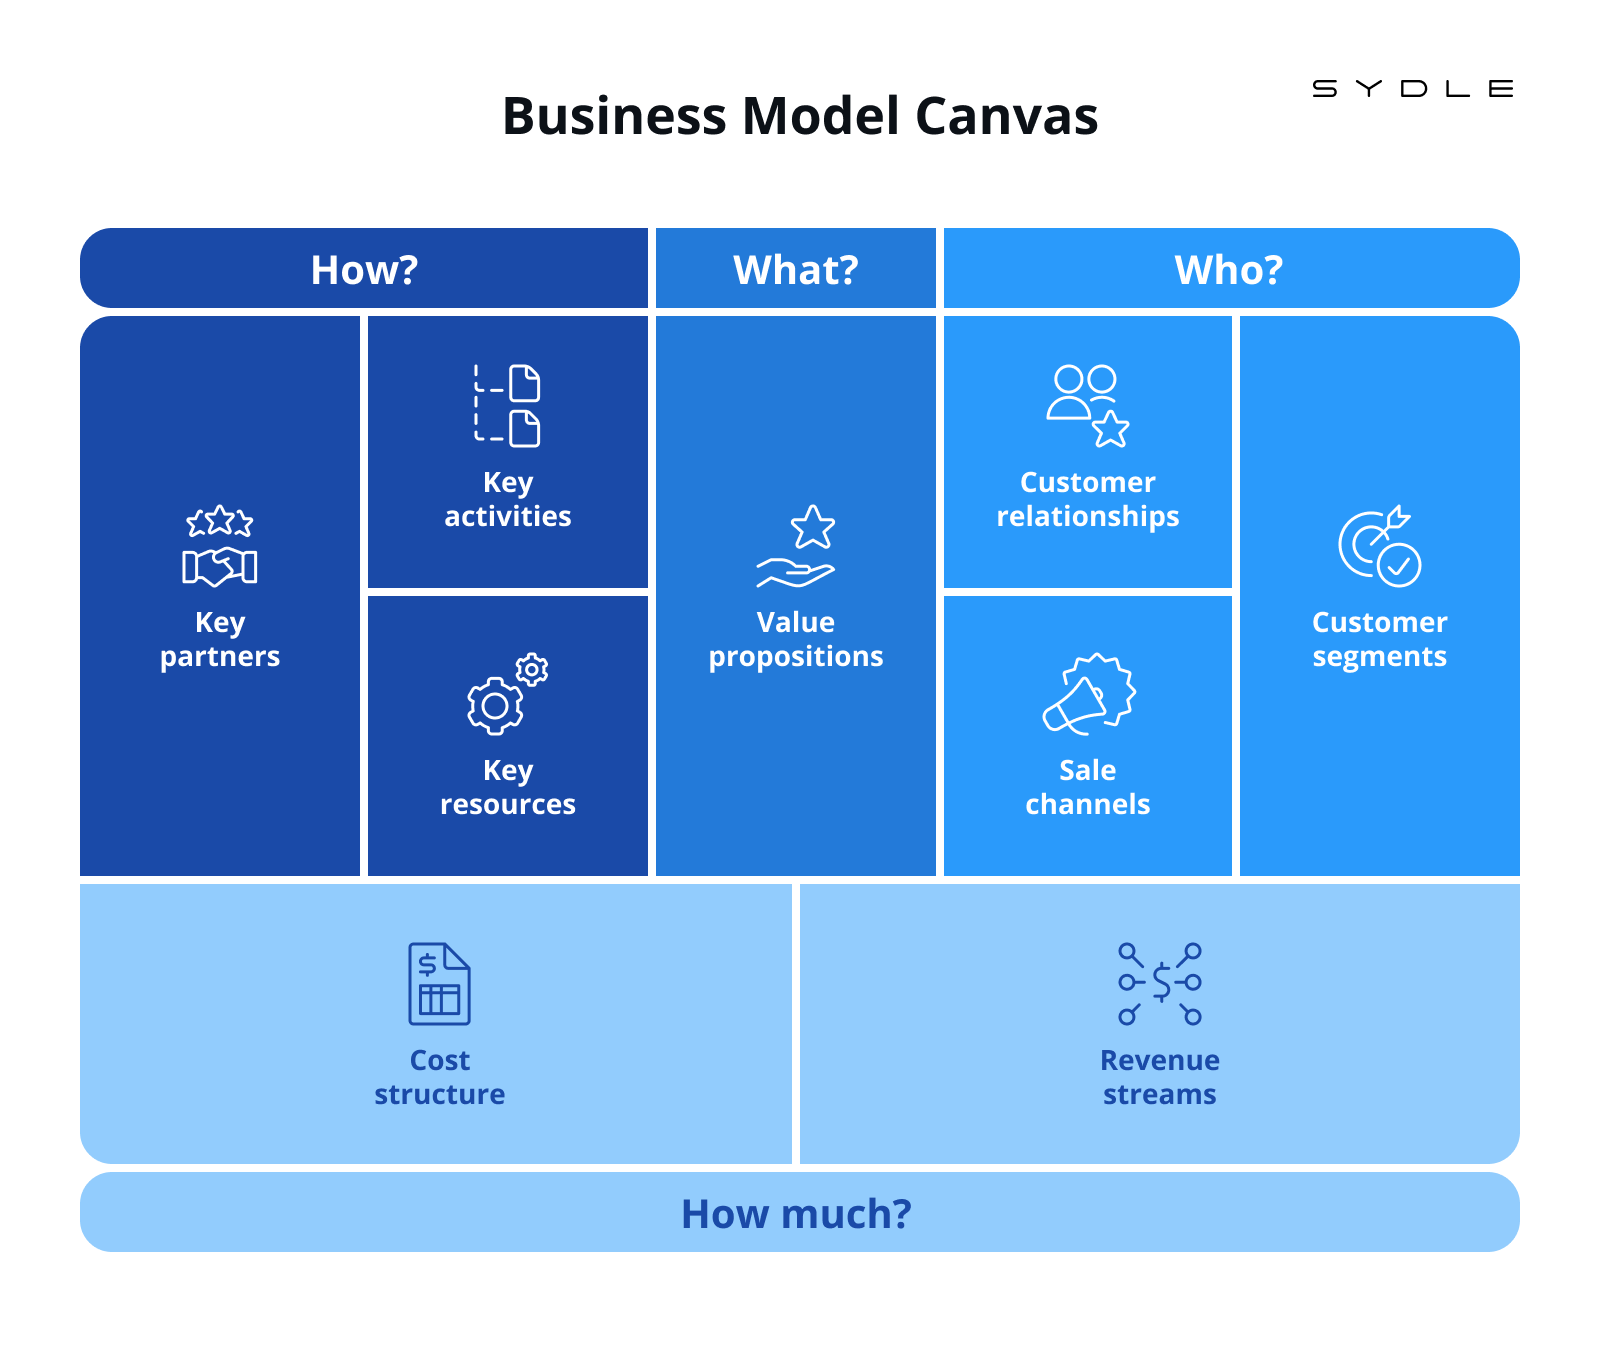 SYDLE
Business Model Canvas
How?
What?
Who?
Key
partners
Key
activities
Key
resources
Value
propositions
Customer
relationships
Sale
channels
Customer
segments
$
Cost
structure
$
Revenue
streams
How much?